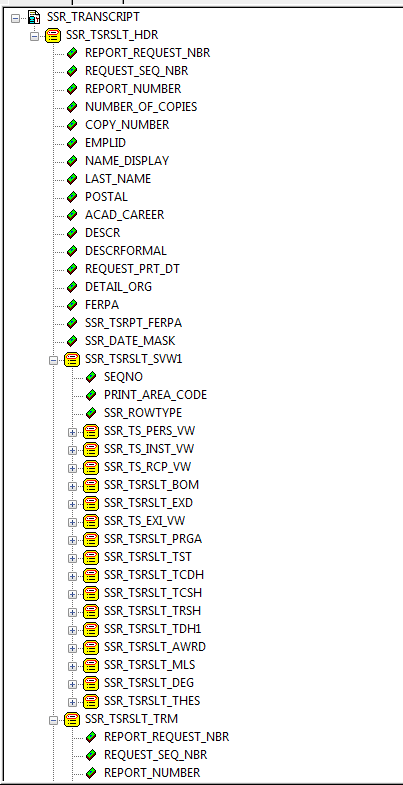 SSR_TRANSCRIPT
SSR_TSRSLT_HDR
REPORT_REQUEST_NBR
REQUEST_SEQ_NBR
REPORT_NUMBER
NUMBER_OF_COPIES
COPY_NUMBER
EMPLID
NAME_DISPLAY
LAST_NAME
POSTAL
ACAD_CAREER
DESCR
DESCRFORMAL
REQUEST_PRT_DT
DETAIL_ORG
FERPA
SSR_TSRPT_FERPA
SSR_DATE_MASK
SSR_TSRSLT_SVW1
SEQNO
PRINT_AREA_CODE
SSR_ROWTYPE
SSR_TS_PERS_VW
SSR_TS_INST_VW
SSR_TS_RCP_VW
SSR_TSRSLT_BOM
SSR_TSRSLT_EXD
SSR_TS_EXI_VW
SSR_TSRSLT_PRGA
SSR_TSRSLT_TST
SSR_TSRSLT_TCDH
SSR_TSRSLT_TCSH
SSR_TSRSLT_TRSH
SSR_TSRSLT_TDH1
SSR_TSRSLT_AWRD
SSR_TSRSLT_MLS
SSR_TSRSLT_DEG
SSR_TSRSLT_THES
SSR_TSRSLT_TRM
REPORT_REQUEST_NBR
REQUEST_SEQ_NBR
REPORT_NUMBER